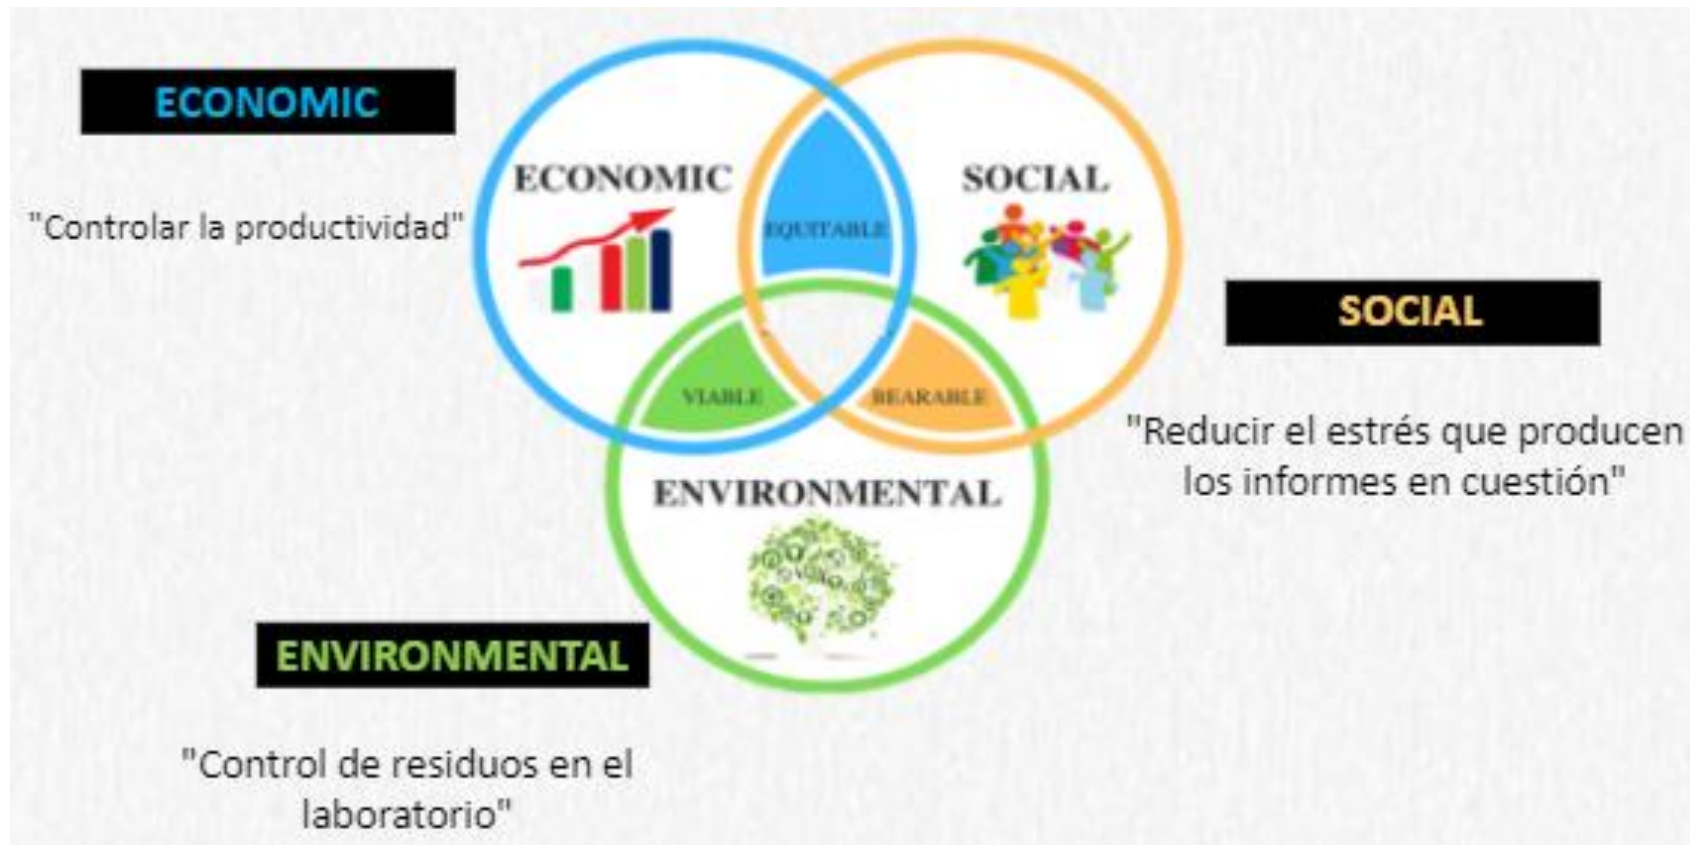 ECONOMIC
"Controlar la productividad"
ECONOMIC
SOCIAL
EQUITABLE
VIABLE
BEARABLE
ENVIRONMENTAL
SOCIAL
"Reducir el estrés que producen
los informes en cuestión"
ENVIRONMENTAL
"Control de residuos en el
laboratorio"